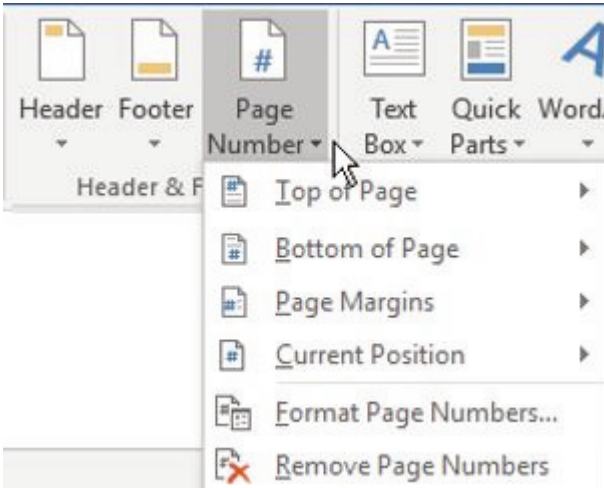 Header Footer Page Text Quick Word
Number Box Parts
Header & F
Top of Page
Bottom of Page
Page Margins
Current Position
Format Page Numbers...
Remove Page Numbers